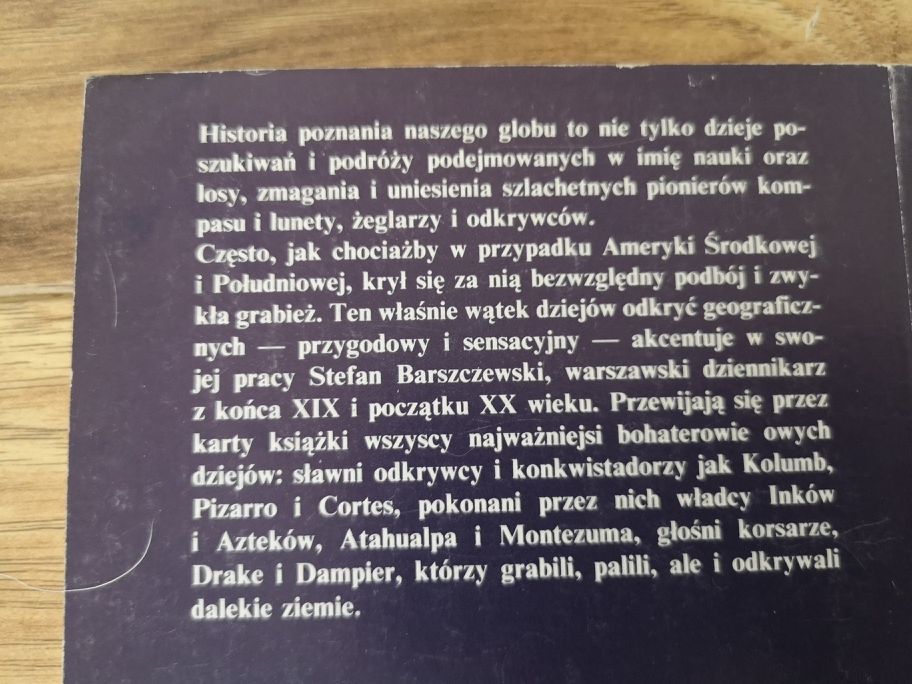 Historia poznania naszego globu to nie tylko dzieje po-
szukiwań i podróży podejmowanych w imię nauki oraz
losy, zmagania i uniesienia szlachetnych pionierów kom-
pasu i lunety, żeglarzy i odkrywców.
Często, jak chociażby w przypadku Ameryki Środkowej
i Południowej, krył się za nią bezwzględny podbój i zwy-
kła grabież. Ten właśnie wątek dziejów odkryć geograficz-
nych — przygodowy i sensacyjny — akcentuje w swo-
jej pracy Stefan Barszczewski, warszawski dziennikarz
z końca XIX i początku XX wieku. Przewijają się przez
karty książki wszyscy najważniejsi bohaterowie owych
dziejów: sławni odkrywcy i konkwistadorzy jak Kolumb,
Pizarro i Cortes, pokonani przez nich władcy Inków
i Azteków, Atahualpa i Montezuma, głośni korsarze,
Drake i Dampier, którzy grabili, palili, ale i odkrywali
dalekie ziemie.